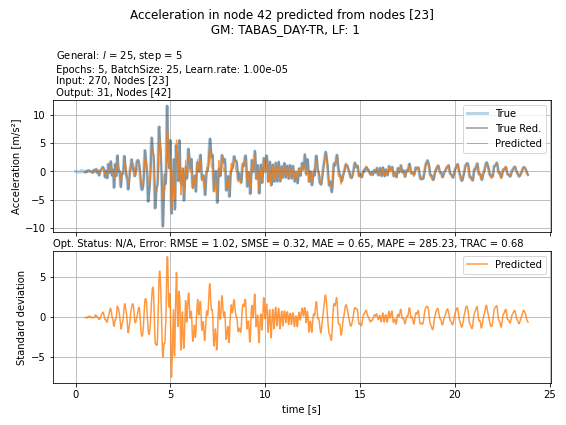 Acceleration in node 42 predicted from nodes [23]
GM: TABAS_DAY-TR, LF: 1
General: l = 25, step = 5
Epochs: 5, BatchSize: 25, Learn.rate: 1.00e-05
Input: 270, Nodes [23]
Output: 31, Nodes [42]
Acceleration [m/s²]
10
5
0
−5
−10
True
True Red.
Predicted
Opt. Status: N/A, Error: RMSE = 1.02, SMSE = 0.32, MAE = 0.65, MAPE = 285.23, TRAC = 0.68
Standard deviation
5
0
−5
Predicted
0 5 10 15 20 25
time [s]